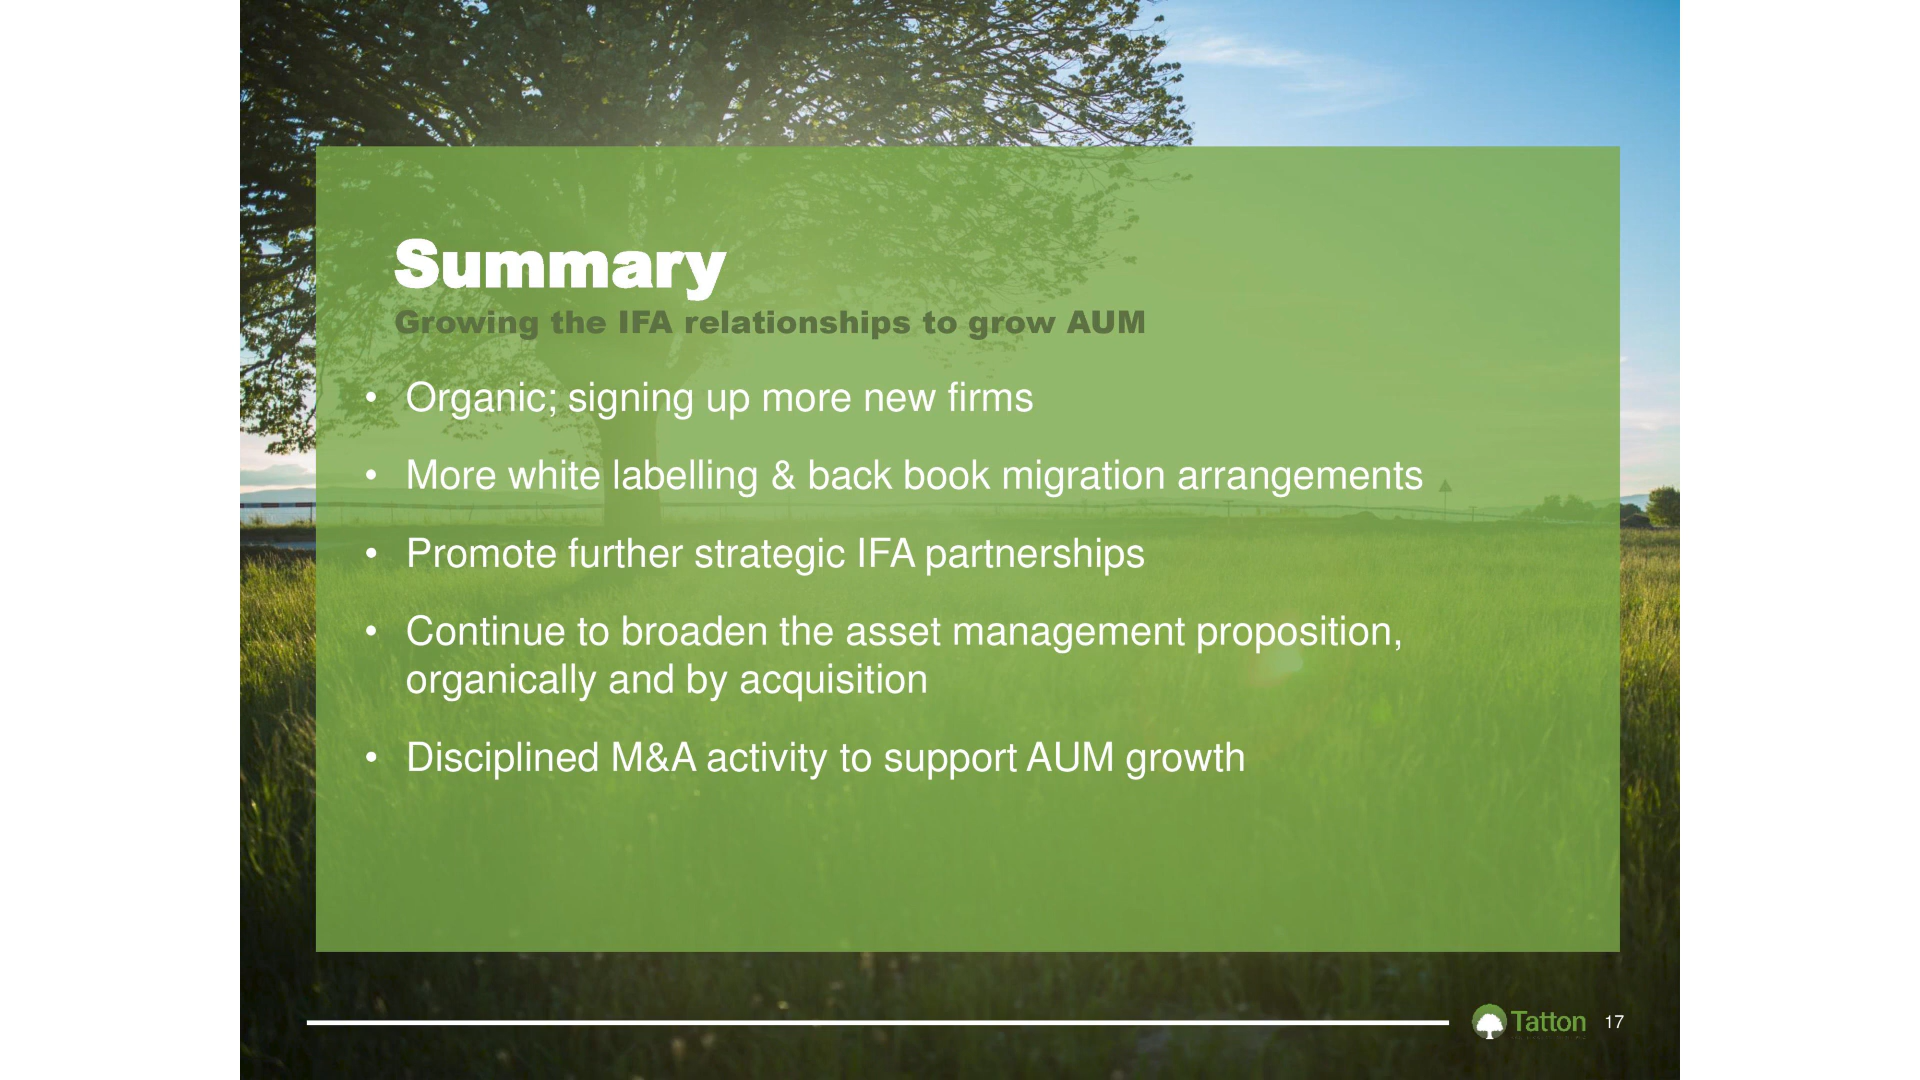 Summary
Growing the IFA relationships to grow AUM
• Organic; signing up more new firms
• More white labelling & back book migration arrangements
• Promote further strategic IFA partnerships
• Continue to broaden the asset management proposition,
organically and by acquisition
• Disciplined M&A activity to support AUM growth
Tatton
17